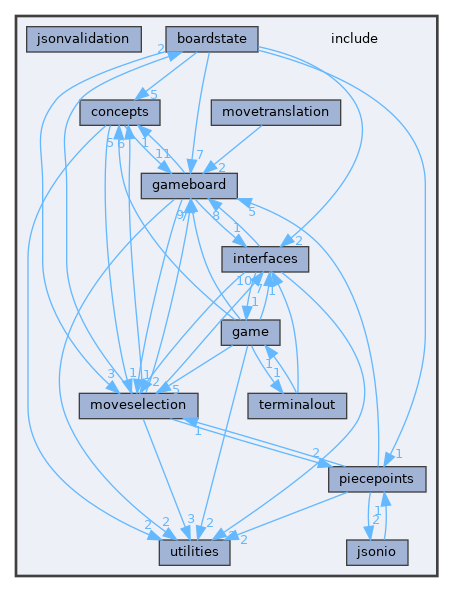 jsonvalidation
boardstate
include
2
5
concepts
movetranslation
5
6
1
11
7
2
gameboard
9
7
8
5
1
2
interfaces
10
7
1
1
game
1
1
3
1
1
2
5
moveselection
terminalout
1
2
1
piecepoints
2
2
3
2
2
1
2
utilities
jsonio